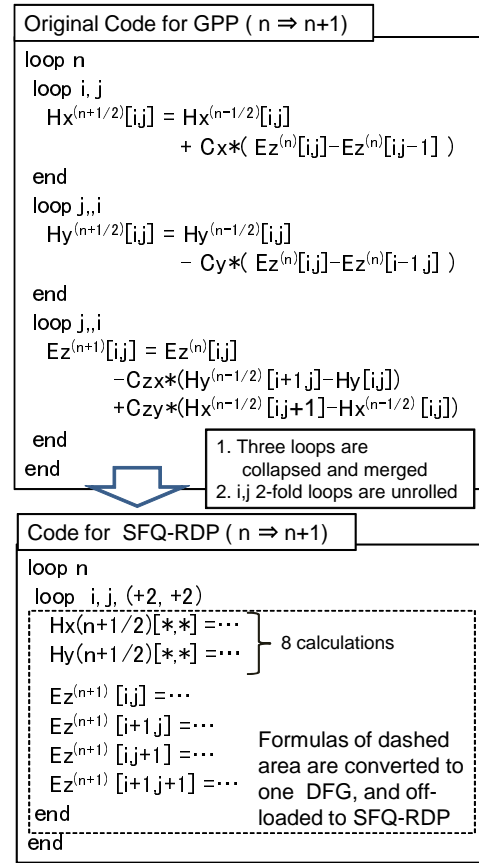 Original Code for GPP ( n ⇒ n+1)
loop n
loop i, j
Hx⁽ⁿ⁺¹/²⁾[i,j] = Hx⁽ⁿ⁻¹/²⁾[i,j]
+ Cx*( Ez⁽ⁿ⁾[i,j]-Ez⁽ⁿ⁾[i,j-1] )
end
loop j,,i
Hy⁽ⁿ⁺¹/²⁾[i,j] = Hy⁽ⁿ⁻¹/²⁾[i,j]
- Cy*( Ez⁽ⁿ⁾[i,j]-Ez⁽ⁿ⁾[i-1,j] )
end
loop j,,i
Ez⁽ⁿ⁺¹⁾[i,j] = Ez⁽ⁿ⁾[i,j]
-Czx*(Hy⁽ⁿ⁻¹/²⁾[i+1,j]-Hy[i,j])
+Czy*(Hx⁽ⁿ⁻¹/²⁾[i,j+1]-Hx⁽ⁿ⁻¹/²⁾[i,j])
end
end
1. Three loops are
collapsed and merged
2. i,j 2-fold loops are unrolled
Code for SFQ-RDP ( n ⇒ n+1)
loop n
loop i, j, (+2, +2)
Hx(n+1/2)[*,*] =⋯
Hy(n+1/2)[*,*] =⋯
8 calculations
Ez⁽ⁿ⁺¹⁾ [i,j] =⋯
Ez⁽ⁿ⁺¹⁾ [i+1,j] =⋯
Ez⁽ⁿ⁺¹⁾ [i,j+1] =⋯
Ez⁽ⁿ⁺¹⁾ [i+1,j+1] =⋯
Formulas of dashed
area are converted to
one DFG, and off-
loaded to SFQ-RDP
end
end